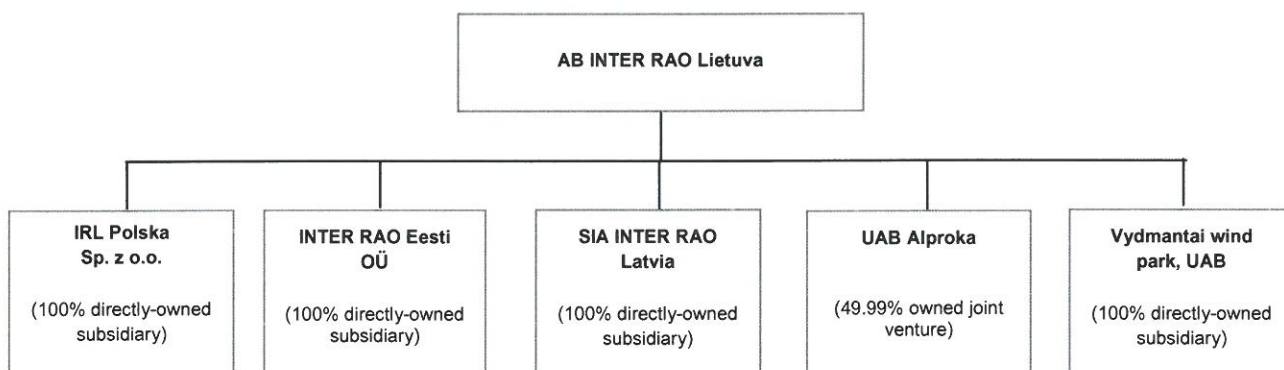 AB INTER RAO Lietuva
IRL Polska
Sp. z o.o.
(100% directly-owned
subsidiary)
INTER RAO Eesti
OÜ
(100% directly-owned
subsidiary)
SIA INTER RAO
Latvia
(100% directly-owned
subsidiary)
UAB Alproka
(49.99% owned joint
venture)
Vydmantai wind
park, UAB
(100% directly-owned
subsidiary)